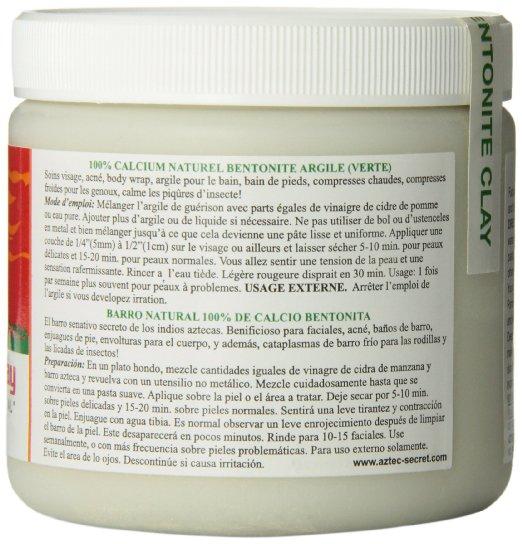 ENTONITE CLAY
100% CALCIUM NATUREL BENTONITE ARGILE (VERTE)
Soins visage, acné, body wrap, argile pour le bain, bain de pieds, compresses chaudes, compresses
froides pour les genoux, calme les piqûres d'insecte!
Mode d'emploi: Mélanger l'argile de guérison avec parts égales de vinaigre de cidre de pomme
ou eau pure. Ajouter plus d'argile ou de liquide si nécessaire. Ne pas utiliser de bol ou d'ustenceles
en metal et bien mélanger jusqu'à ce que cela devienne une pâte lisse et uniforme. Appliquer une
couche de 1/4"(5mm) à 1/2"(1cm) sur le visage ou ailleurs et laissen sécher 5-10 min. pour peaux
délicates et 15-20 min. pour peaux normales. Vous allez sentir une tension de la peau et une
sensation rafermissante. Rincer a l'eau tiède. Légère rougeure disprait en 30 min. Usage: 1 fois
par semaine plus souvent pour peaux à problemes. USAGE EXTERNE. Arrêter l'emploi de
l'argile si vous developez irration.
BARRO NATURAL 100% DE CALCIO BENTONITA
El barro senativo secreto de los indios aztecas. Benificioso para faciales, acné, baños de barro,
enjuagues de pie, envolturas para el cuerpo, y además, cataplasmas de barro frío para las rodillas y
las licadas de insectos!
Preparación: En un plato hondo, mezcle cantidades iguales de vinagre de cidra de manzana y
barro azteca y revuelva con un utensilio no metálico. Mezcle cuidadosamente hasta que se
convierta en una pasta suave. Aplique sobre la piel o el área a tratar. Deje secar por 5-10 min.
sobre pieles delicadas y 15-20 min. sobre pieles normales. Sentirá una leve tirantez y contracción
en la piel. Enjuague con agua tibia. Es normal observar un leve enrojecimiento después de limpiar
el barro de la piel. Este desaparecerá en pocos minutos. Rinde para 10-15 faciales. Use
semanalmente, o con más frecuencia sobre pieles problemáticas. Para uso externo solamente.
Evite el area de lo ojos. Descontinúe si causa irritación.
www.aztec-secret.com